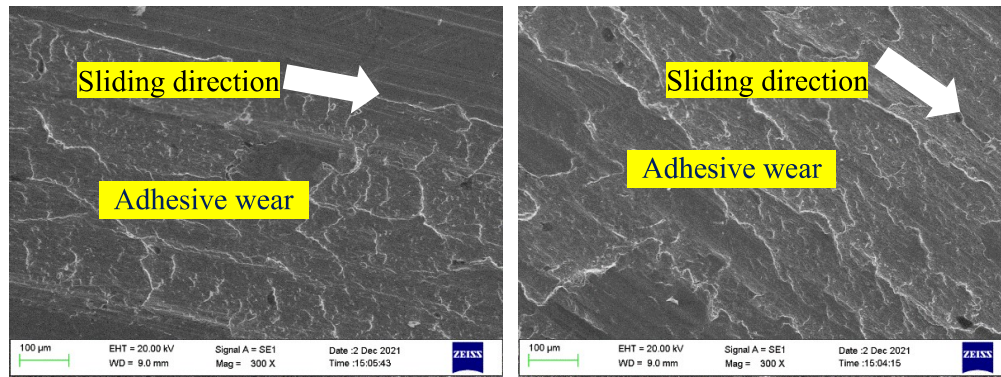 Sliding direction
Adhesive wear
100 µm
EHT = 20.00 kV
WD = 9.0 mm
Signal A = SE1
Mag = 300 X
Date :2 Dec 2021
Time :15:05:43
ZEISS
Sliding direction
Adhesive wear
100 µm
EHT = 20.00 kV
WD = 9.0 mm
Signal A = SE1
Mag = 300 X
Date :2 Dec 2021
Time :15:04:15
ZEISS